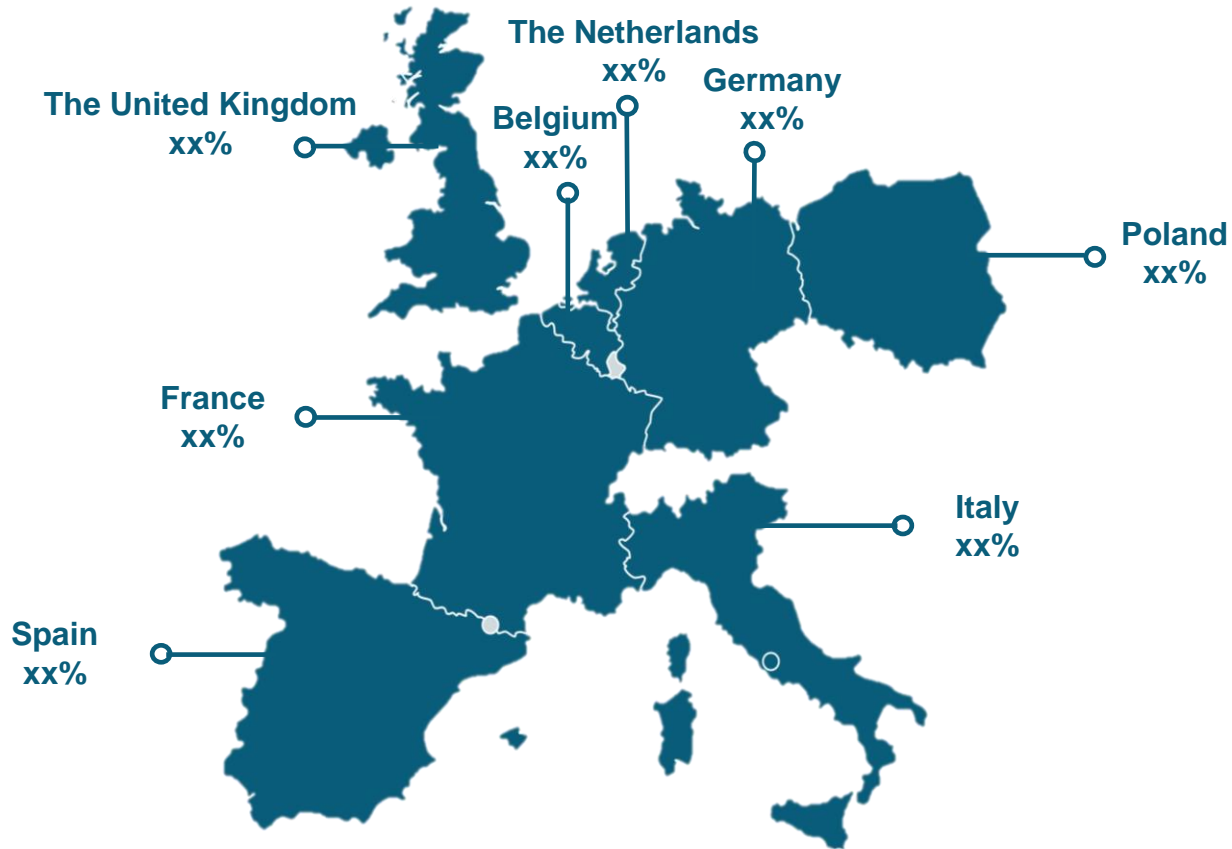 The Netherlands
xx%
Germany
xx%
The United Kingdom
xx%
Belgium
xx%
Poland
xx%
France
xx%
Italy
xx%
Spain
xx%